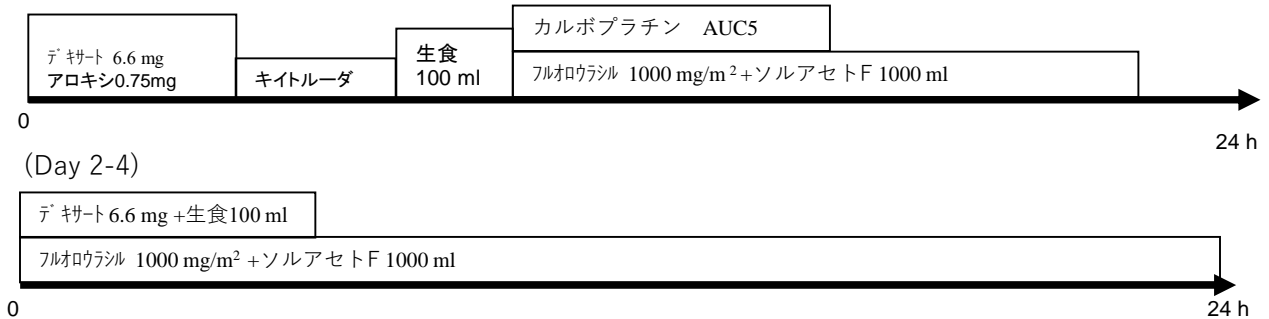 ﾃﾞｷｻｰﾄ 6.6 mg
アロキシ0.75mg
キイトルーダ
生食
100 ml
カルボプラチン AUC5
ﾌﾙｵﾛｳﾗｼﾙ 1000 mg/m²+ソルアセトF 1000 ml
0
24 h
(Day 2-4)
ﾃﾞｷｻｰﾄ 6.6 mg +生食100 ml
ﾌﾙｵﾛｳﾗｼﾙ 1000 mg/m² +ソルアセトF 1000 ml
0
24 h